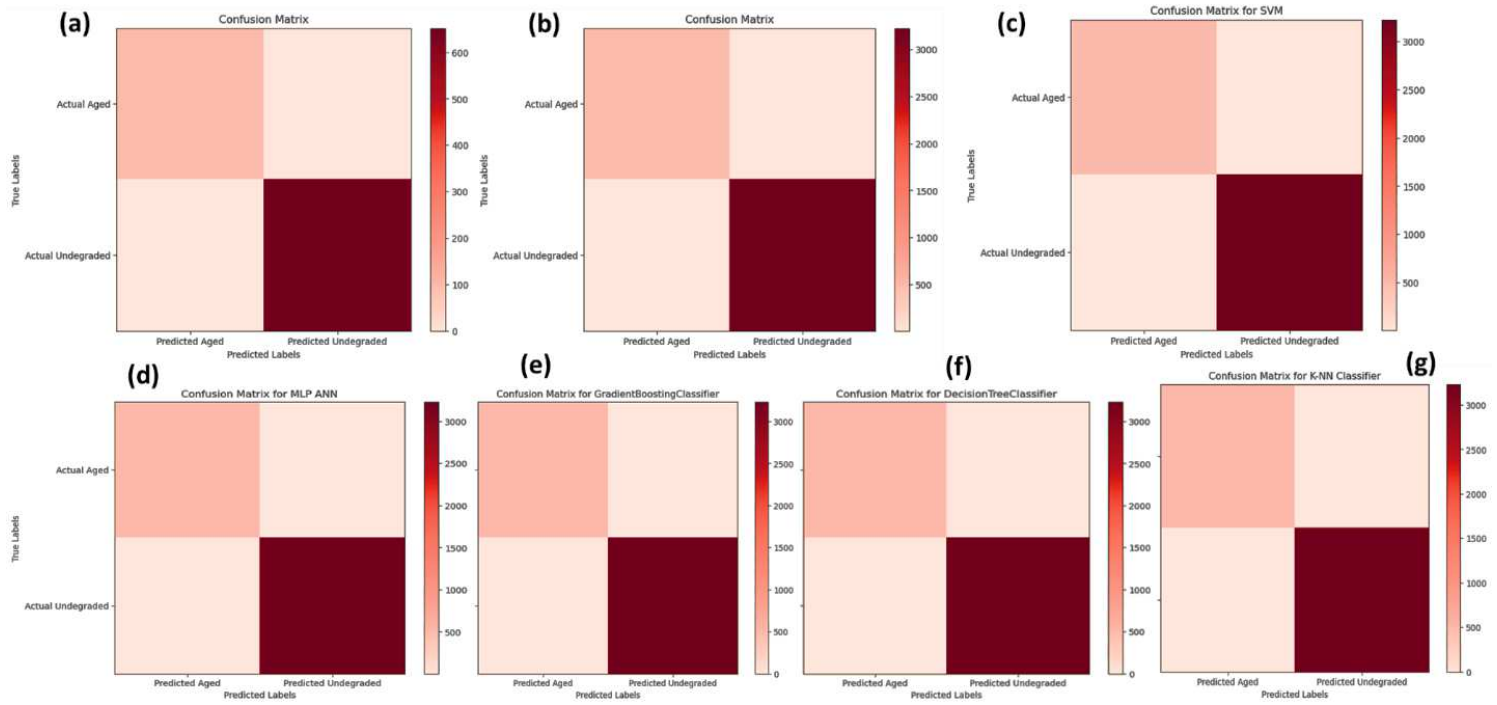 (a)
Confusion Matrix
Actual Aged
Actual Undegraded
True Labels
Predicted Aged Predicted Undegraded
Predicted Labels
600
500
400
300
200
100
0
(b)
Confusion Matrix
Actual Aged
Actual Undegraded
True Labels
Predicted Aged Predicted Undegraded
Predicted Labels
3000
2500
2000
1500
1000
500
(c)
Confusion Matrix for SVM
Actual Aged
Actual Undegraded
True Labels
Predicted Aged Predicted Undegraded
Predicted Labels
3000
2500
2000
1500
1000
500
(d)
Confusion Matrix for MLP ANN
Actual Aged
Actual Undegraded
True Labels
Predicted Aged Predicted Undegraded
Predicted Labels
3000
2500
2000
1500
1000
500
(e)
Confusion Matrix for GradientBoostingClassifier
Predicted Aged Predicted Undegraded
Predicted Labels
3000
2500
2000
1500
1000
500
0
(f)
Confusion Matrix for DecisionTreeClassifier
Predicted Aged Predicted Undegraded
Predicted Labels
3000
2500
2000
1500
1000
500
0
(g)
Confusion Matrix for K-NN Classifier
Predicted Aged Predicted Undegraded
Predicted Labels
3000
2500
2000
1500
1000
500
0